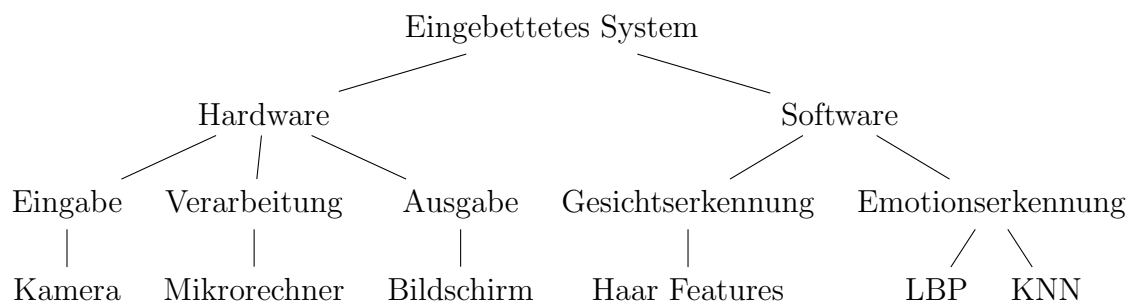 Eingebettetes System
Hardware Software
Eingabe Verarbeitung Ausgabe Gesichtserkennung Emotionserkennung
Kamera Mikrorechner Bildschirm Haar Features LBP KNN